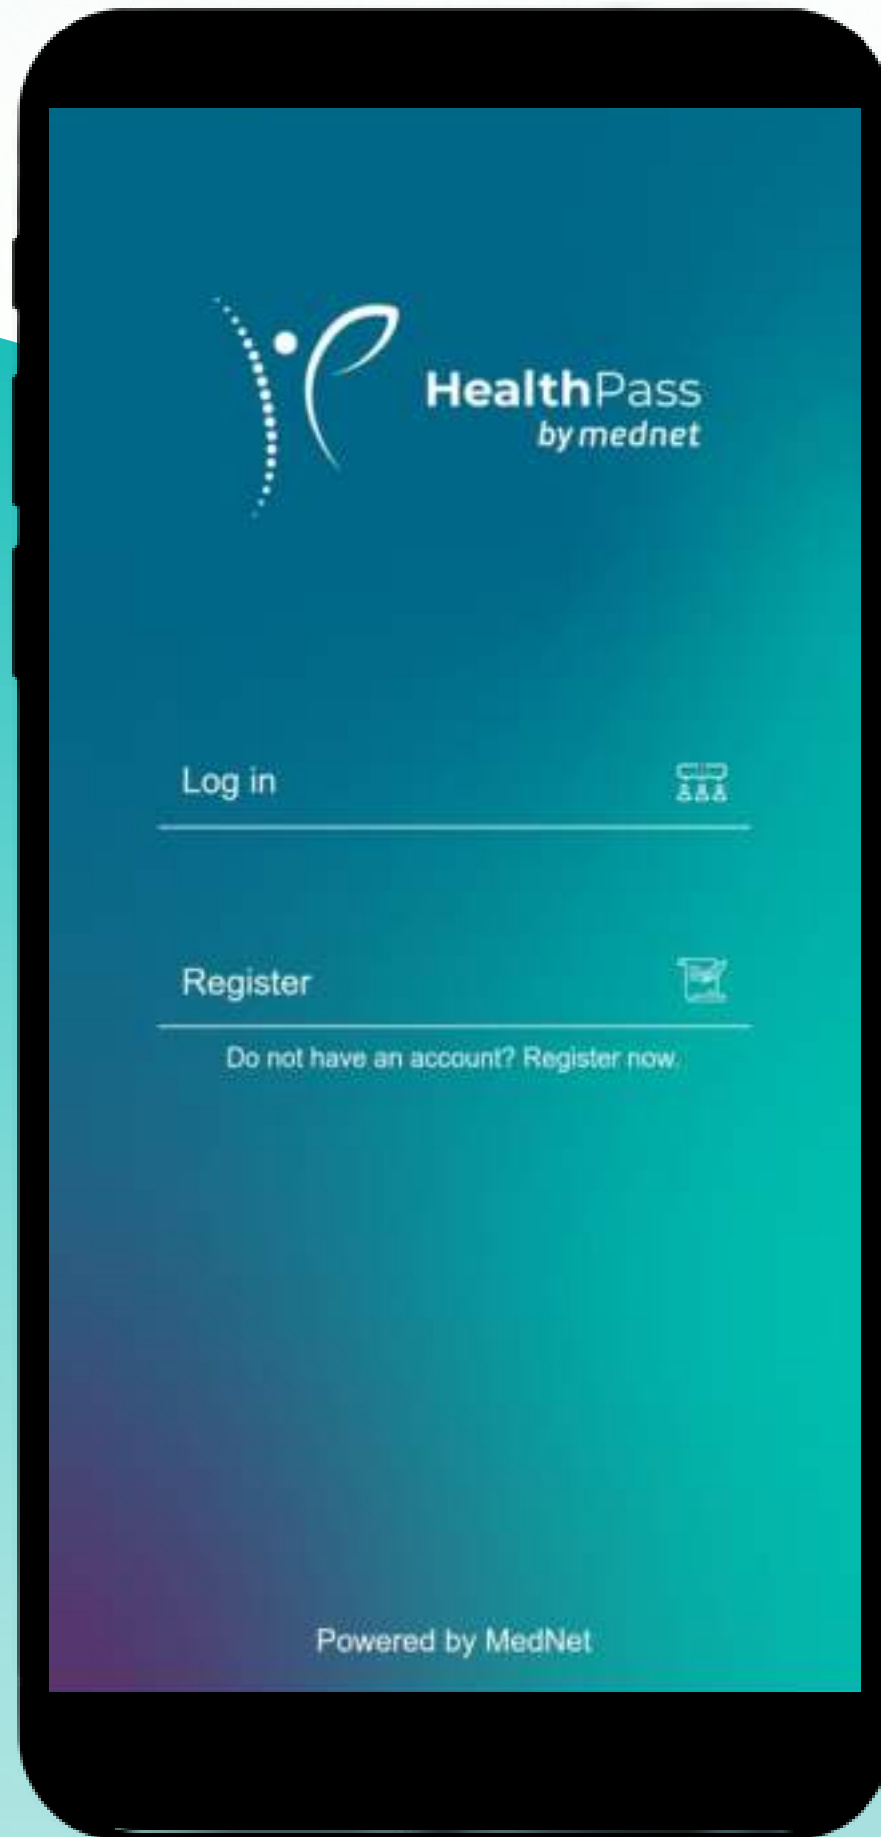 HealthPass
by mednet
Log in
Register
Do not have an account? Register now.
Powered by MedNet